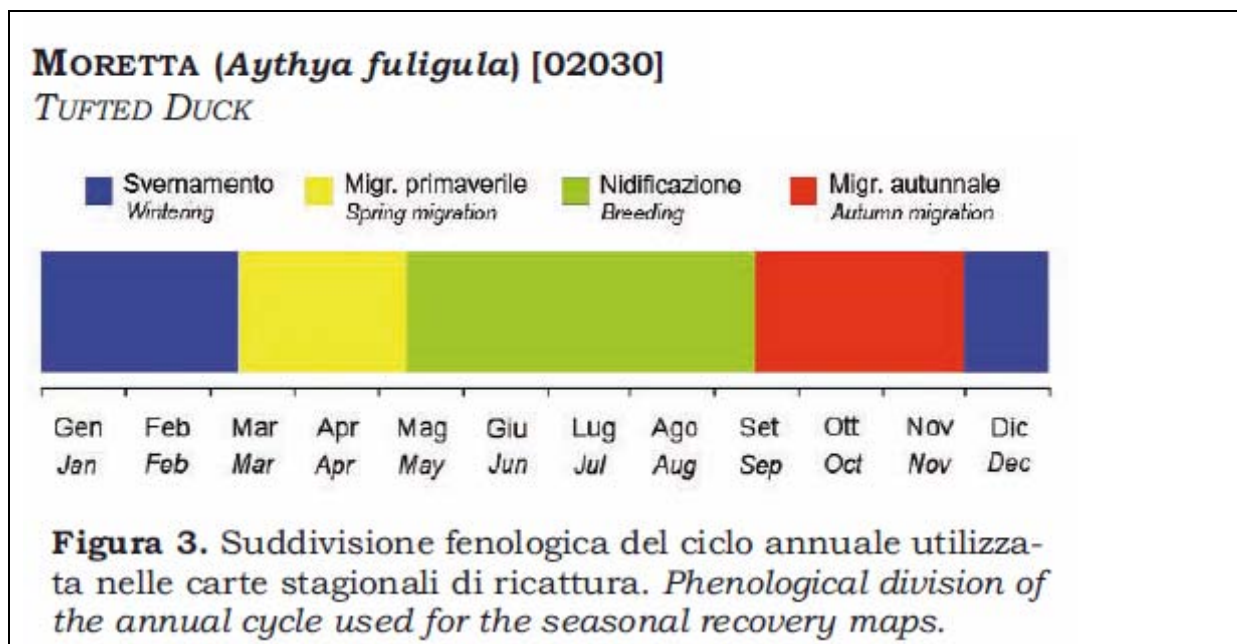 MORETTA (Aythya fuligula) [02030]
TUFTED DUCK
Svernamento Migr. primaverile Nidificazione Migr. autunnale
Wintering Spring migration Breeding Autumn migration
Gen Feb Mar Apr Mag Giu Lug Ago Set Ott Nov Dic
Jan Feb Mar Apr May Jun Jul Aug Sep Oct Nov Dec
Figura 3. Suddivisione fenologica del ciclo annuale utilizza-
ta nelle carte stagionali di ricattura. Phenological division of
the annual cycle used for the seasonal recovery maps.